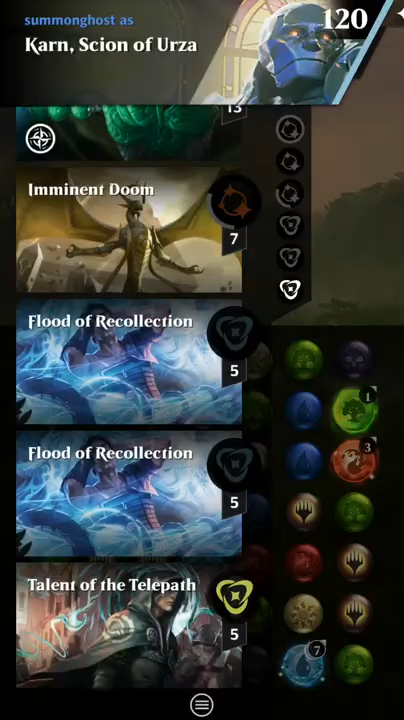 summonghost as
120
Karn, Scion of Urza
13
Imminent Doom
7
Flood of Recollection
5
1
Flood of Recollection
3
5
Talent of the Telepath
5
7